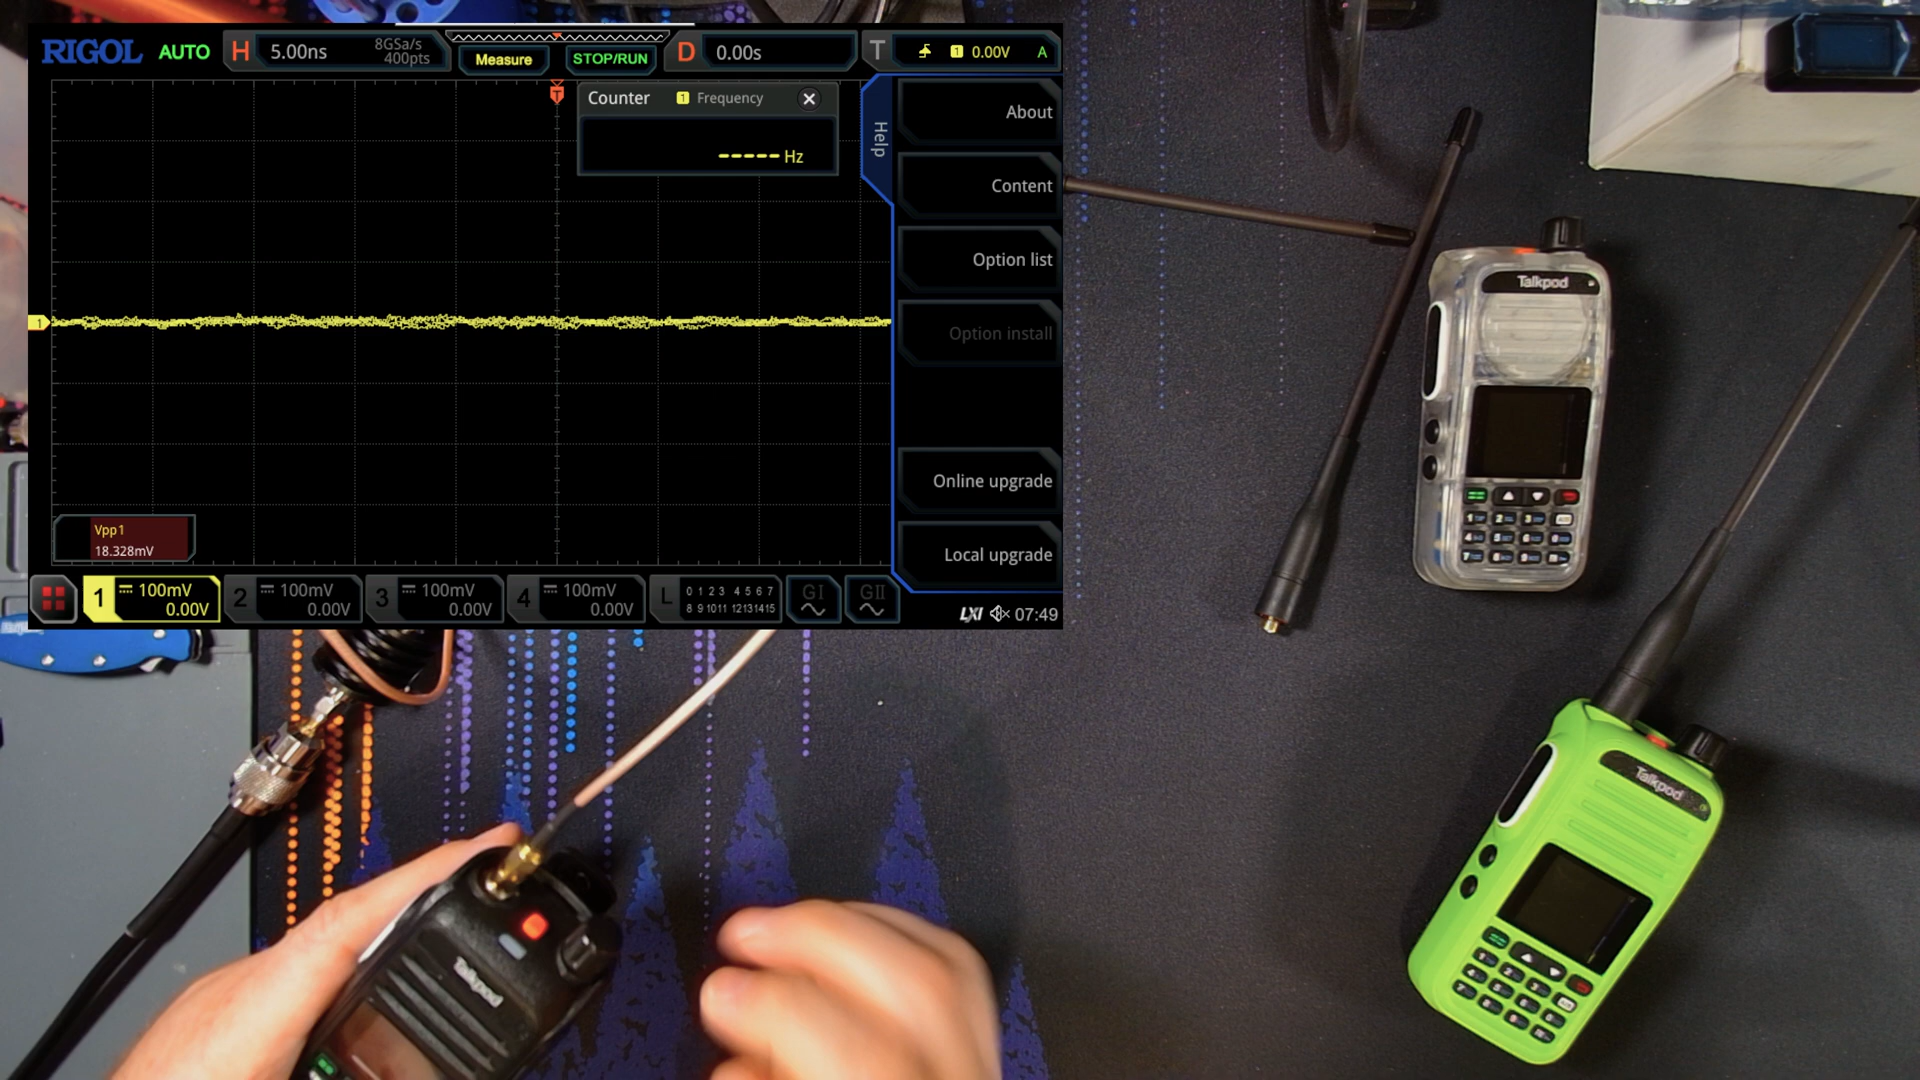 RIGOL AUTO H 5.00ns 8GSa/s 400pts Measure STOP/RUN D 0.00s T 1 0.00V A
Counter 1 Frequency
----- Hz
Help
About
Content
Option list
Option install
Online upgrade
Local upgrade
T
1
Vpp1
18.328mV
1 100mV 0.00V
2 100mV 0.00V
3 100mV 0.00V
4 100mV 0.00V
L 0 1 2 3 4 5 6 7
8 9 10 11 12 13 14 15
GI GII
LXI 07:49
Talkpod
Talkpod
Talkpod